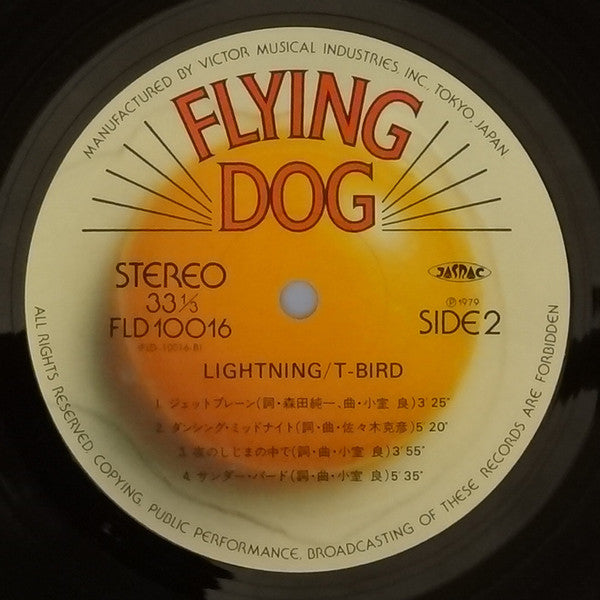 MANUFACTURED BY VICTOR MUSICAL INDUSTRIES, INC., TOKYO, JAPAN
FLYING
DOG
STEREO
33 1/3
FLD 10016
(FLD-10016-B)
JASRAC
Ⓟ1979
SIDE 2
LIGHTNING/T-BIRD
1. ジェットプレーン(詞・森田純一、曲・小室 良)3′25″
2. ダンシング・ミッドナイト(詞・曲・佐々木克彦)5′20″
3. 夜のしじまの中で(詞・曲・小室 良)3′55″
4. サンダー・バード(詞・曲・小室 良)5′35″
ALL RIGHTS RESERVED. COPYING, PUBLIC PERFORMANCE, BROADCASTING OF THESE RECORDS ARE FORBIDDEN